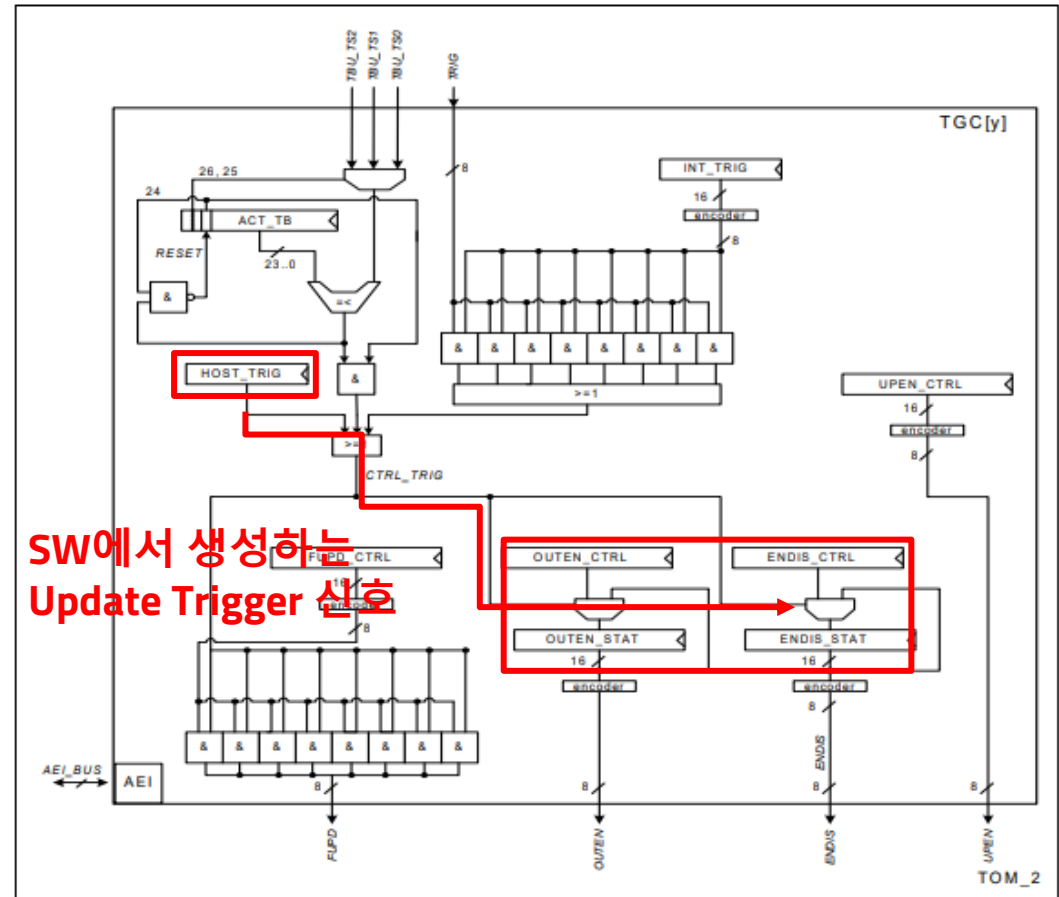 TBU_TS2
TBU_TS1
TBU_TS0
TRIG
TGC[y]
8
INT_TRIG
26, 25
24
16
encoder
ACT_TB
8
RESET
23..0
&
=<
& & & & & & & &
HOST_TRIG
&
>=1
UPEN_CTRL
16
encoder
8
CTRL_TRIG
SW에서 생성하는
Update Trigger 신호
FUPD_CTRL
OUTEN_CTRL
ENDIS_CTRL
16
encoder
8
OUTEN_STAT
ENDIS_STAT
16
16
encoder
encoder
8
& & & & & & & &
ENDIS
AEI_BUS
AEI
8
8
8
8
FUPD
OUTEN
ENDIS
UPEN
TOM_2